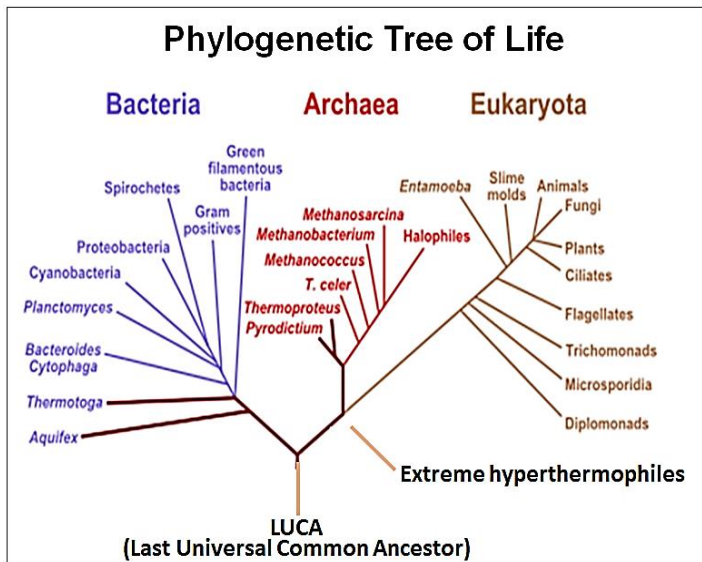 Phylogenetic Tree of Life
Bacteria
Archaea
Eukaryota
Green
filamentous
bacteria
Spirochetes
Gram
positives
Proteobacteria
Cyanobacteria
Planctomyces
Bacteroides
Cytophaga
Thermotoga
Aquifex
Methanosarcina
Methanobacterium
Halophiles
Methanococcus
T. celer
Thermoproteus
Pyrodictium
Entamoeba
Slime
molds
Animals
Fungi
Plants
Ciliates
Flagellates
Trichomonads
Microsporidia
Diplomonads
Extreme hyperthermophiles
LUCA
(Last Universal Common Ancestor)